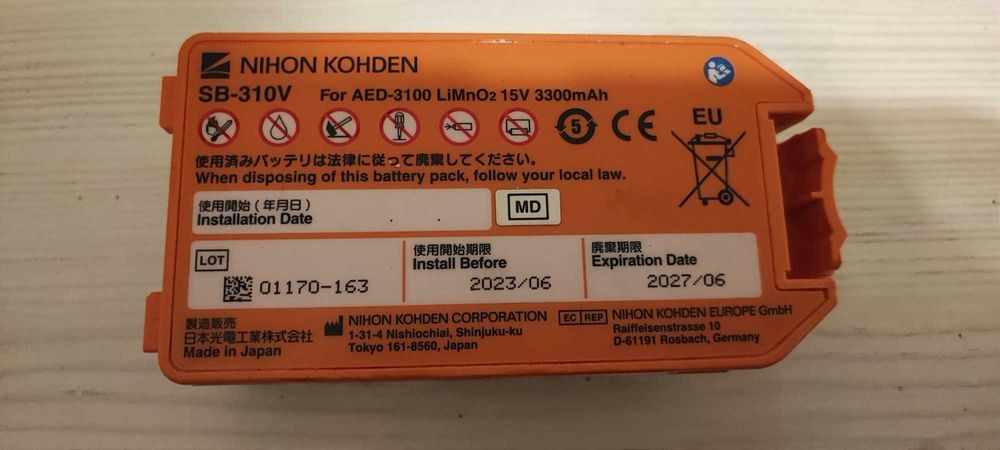 NIHON KOHDEN
SB-310V For AED-3100 LiMnO2 15V 3300mAh
5
CE
EU
使用済みバッテリは法律に従って廃棄してください。
When disposing of this battery pack, follow your local law.
使用開始 (年月日)
Installation Date
MD
LOT
01170-163
使用開始期限
Install Before
2023/06
廃棄期限
Expiration Date
2027/06
製造販売
日本光電工業株式会社
Made in Japan
NIHON KOHDEN CORPORATION
1-31-4 Nishiochiai, Shinjuku-ku
Tokyo 161-8560, Japan
EC REP
NIHON KOHDEN EUROPE GmbH
Raiffeisenstrasse 10
D-61191 Rosbach, Germany